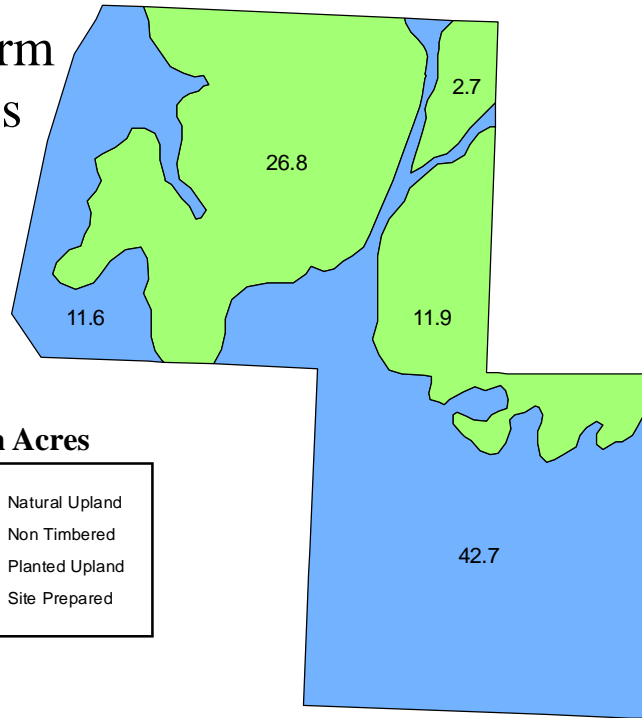 rm
s
2.7
26.8
11.6
11.9
Acres
Natural Upland
Non Timbered
Planted Upland
Site Prepared
42.7